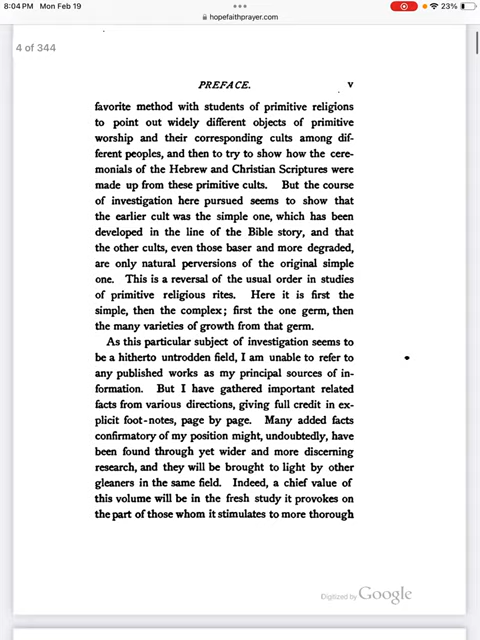 8:04 PM Mon Feb 19
23%
hopefaithprayer.com
4 of 344
PREFACE. v
favorite method with students of primitive religions
to point out widely different objects of primitive
worship and their corresponding cults among dif-
ferent peoples, and then to try to show how the cere-
monials of the Hebrew and Christian Scriptures were
made up from these primitive cults. But the course
of investigation here pursued seems to show that
the earlier cult was the simple one, which has been
developed in the line of the Bible story, and that
the other cults, even those baser and more degraded,
are only natural perversions of the original simple
one. This is a reversal of the usual order in studies
of primitive religious rites. Here it is first the
simple, then the complex; first the one germ, then
the many varieties of growth from that germ.
As this particular subject of investigation seems to
be a hitherto untrodden field, I am unable to refer to
any published works as my principal sources of in-
formation. But I have gathered important related
facts from various directions, giving full credit in ex-
plicit foot-notes, page by page. Many added facts
confirmatory of my position might, undoubtedly, have
been found through yet wider and more discerning
research, and they will be brought to light by other
gleaners in the same field. Indeed, a chief value of
this volume will be in the fresh study it provokes on
the part of those whom it stimulates to more thorough
Digitized by Google